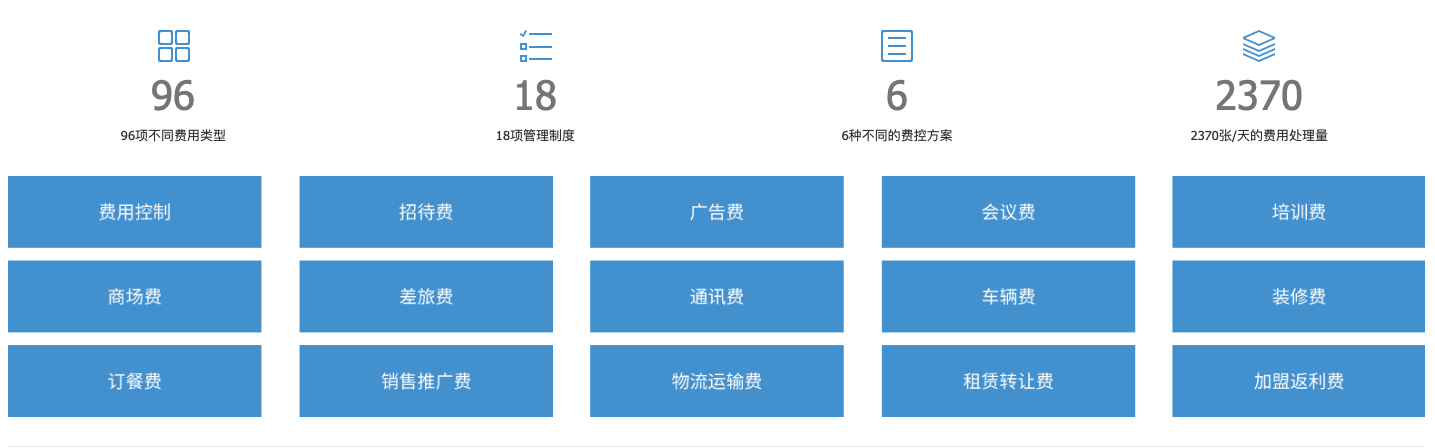 96
18
6
2370
96项不同费用类型
18项管理制度
6种不同的费控方案
2370张/天的费用处理量
费用控制
招待费
广告费
会议费
培训费
商场费
差旅费
通讯费
车辆费
装修费
订餐费
销售推广费
物流运输费
租赁转让费
加盟返利费